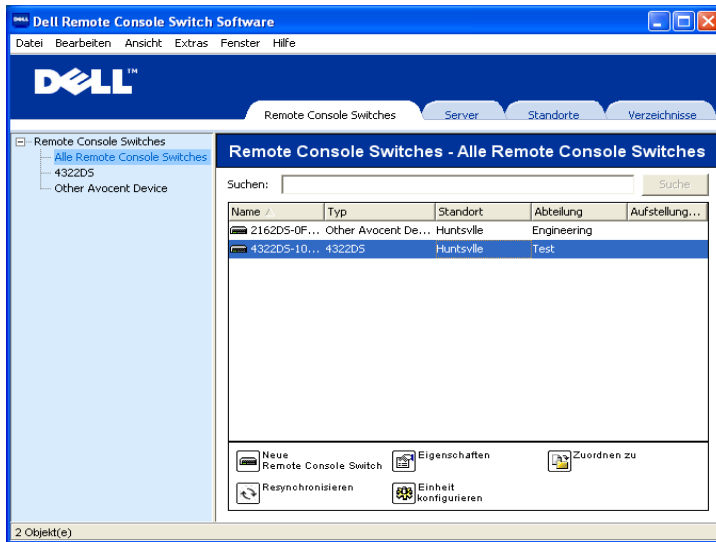 Dell Remote Console Switch Software
Datei Bearbeiten Ansicht Extras Fenster Hilfe
DELL™
Remote Console Switches Server Standorte Verzeichnisse
Remote Console Switches
Alle Remote Console Switches
4322DS
Other Avocent Device
Remote Console Switches - Alle Remote Console Switches
Suchen: Suche
Name Typ Standort Abteilung Aufstellung...
2162DS-0F... Other Avocent De... Huntsvlle Engineering
4322DS-10... 4322DS Huntsvlle Test
Neue Remote Console Switch
Eigenschaften
Zuordnen zu
Resynchronisieren
Einheit konfigurieren
2 Objekt(e)